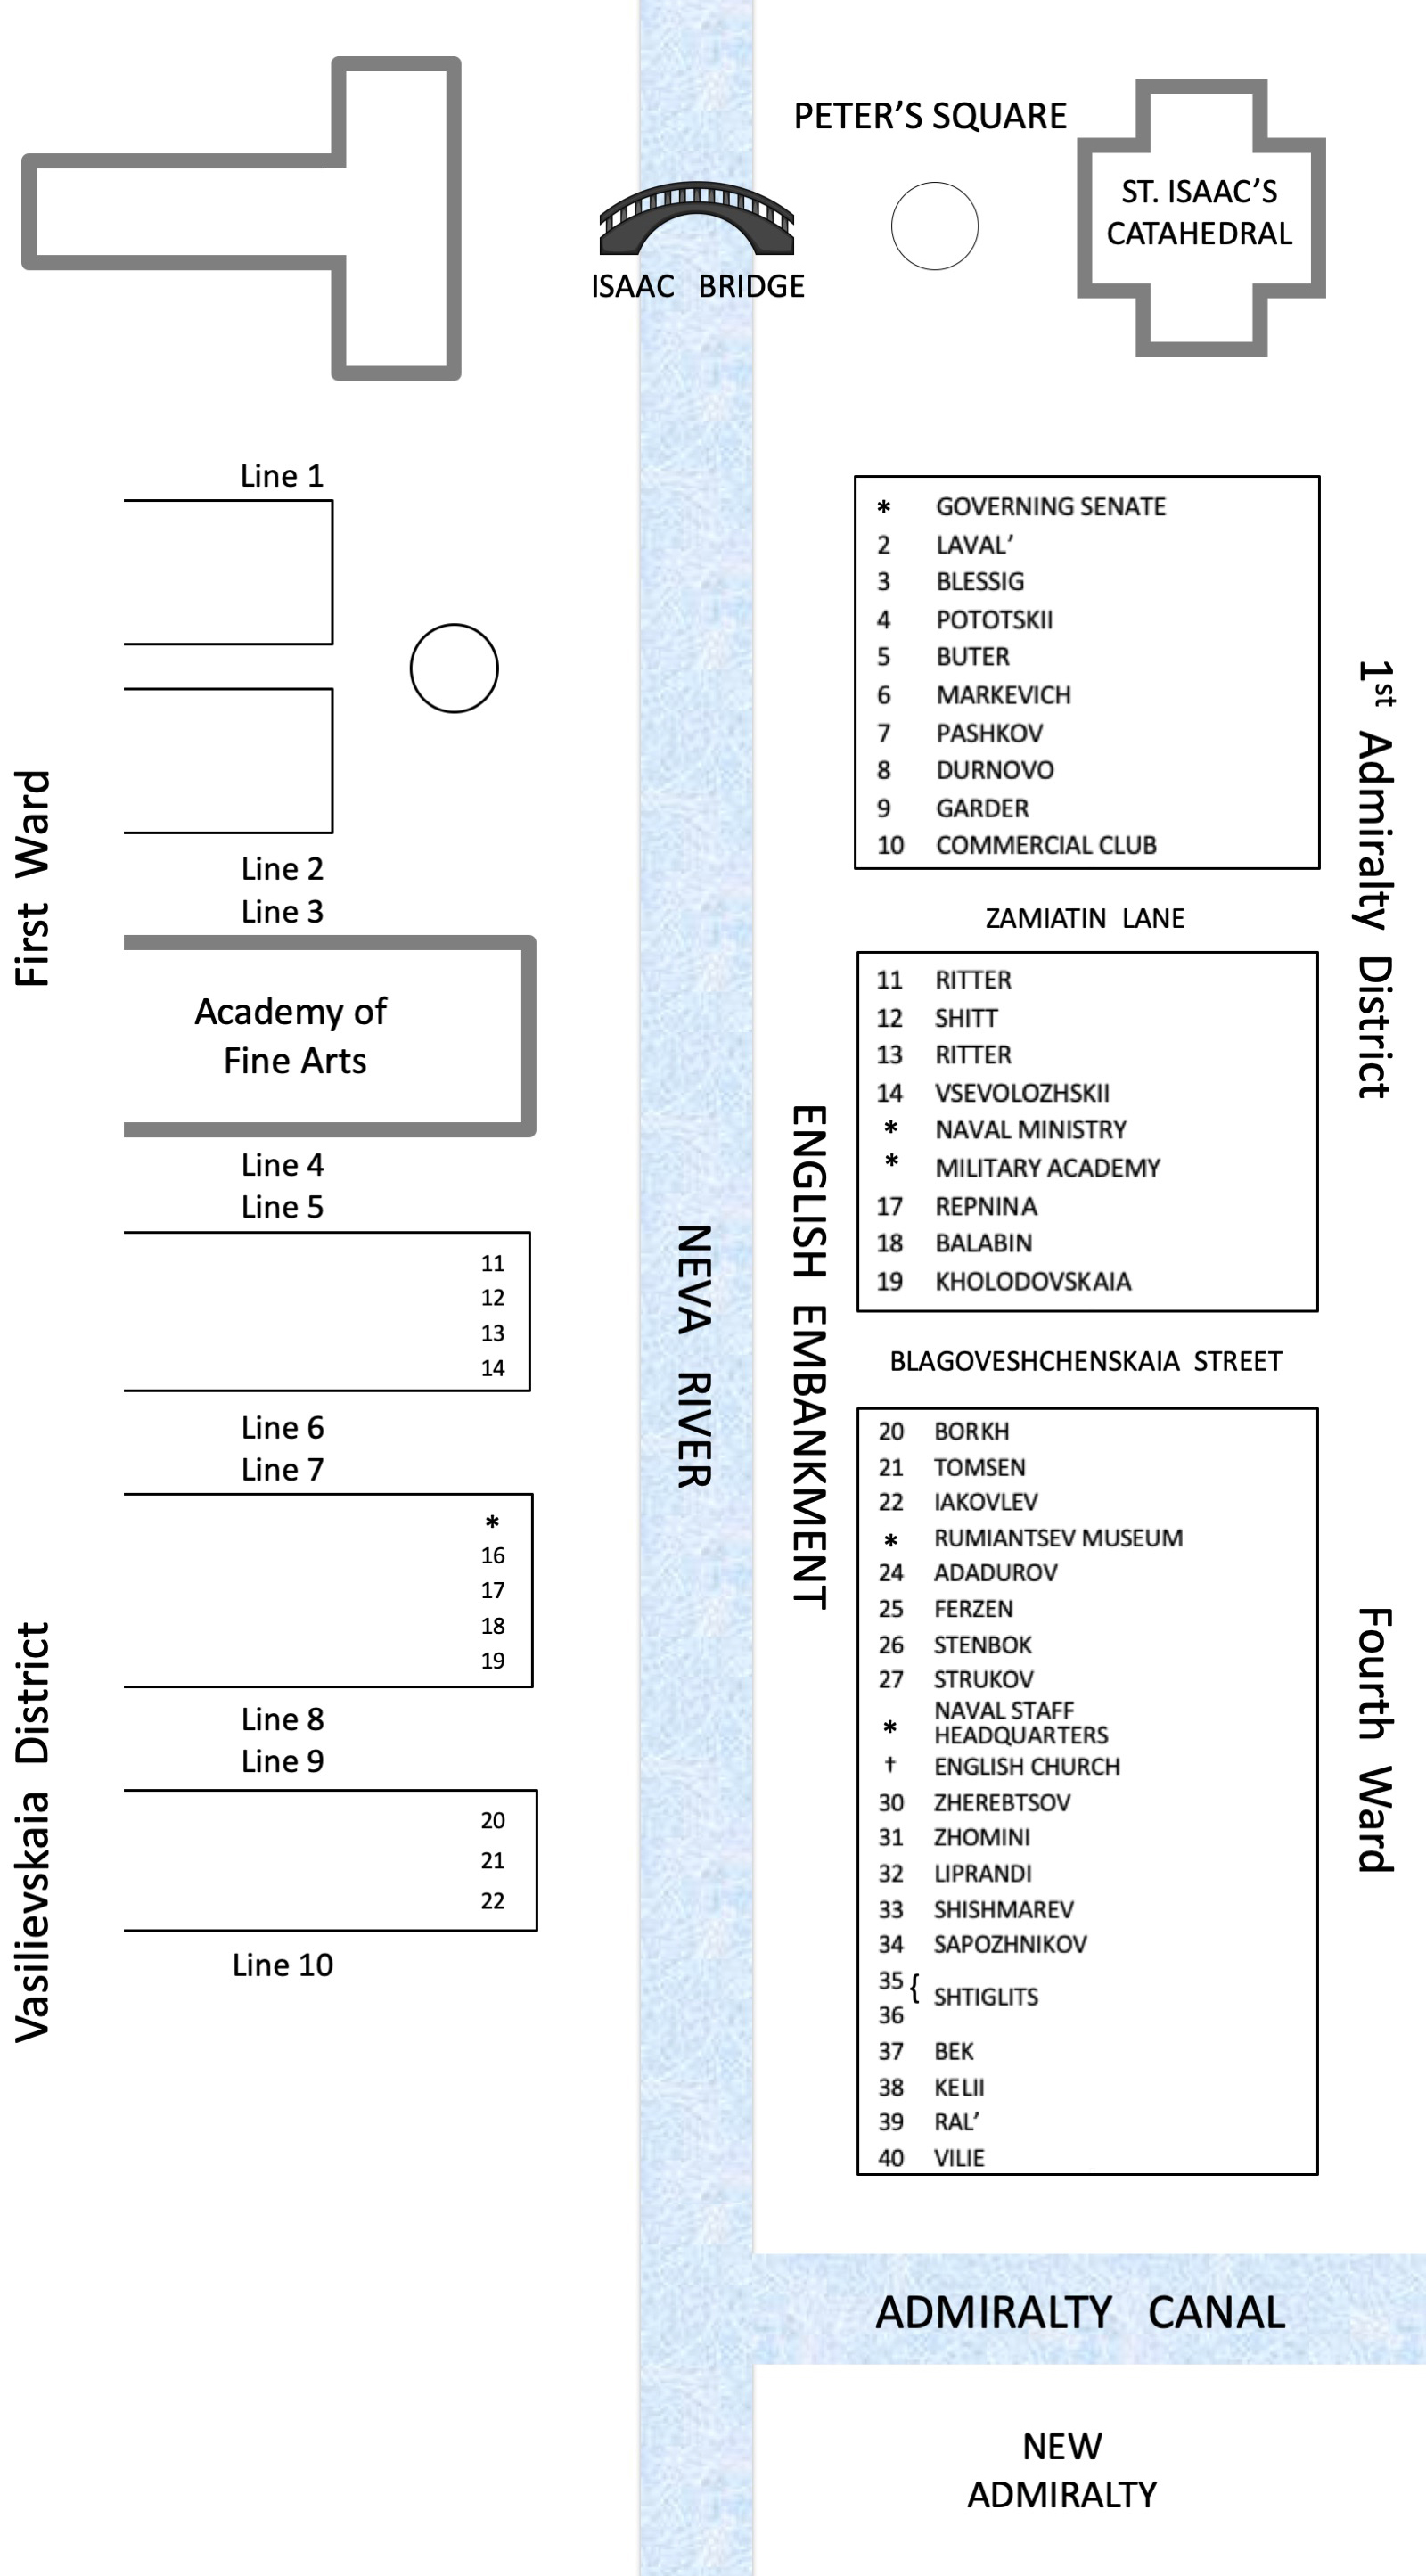 PETER’S SQUARE
ST. ISAAC’S
CATAHEDRAL
ISAAC BRIDGE
Line 1
Line 2
Line 3
Academy of
Fine Arts
Line 4
Line 5
11
12
13
14
Line 6
Line 7
*
16
17
18
19
Line 8
Line 9
20
21
22
Line 10
First Ward
Vasilievskaia District
NEVA RIVER
ENGLISH EMBANKMENT
* GOVERNING SENATE
2 LAVAL’
3 BLESSIG
4 POTOTSKII
5 BUTER
6 MARKEVICH
7 PASHKOV
8 DURNOVO
9 GARDER
10 COMMERCIAL CLUB
ZAMIATIN LANE
11 RITTER
12 SHITT
13 RITTER
14 VSEVOLOZHSKII
* NAVAL MINISTRY
* MILITARY ACADEMY
17 REPNINA
18 BALABIN
19 KHOLODOVSKAIA
BLAGOVESHCHENSKAIA STREET
20 BORKH
21 TOMSEN
22 IAKOVLEV
* RUMIANTSEV MUSEUM
24 ADADUROV
25 FERZEN
26 STENBOK
27 STRUKOV
* NAVAL STAFF
HEADQUARTERS
† ENGLISH CHURCH
30 ZHEREBTSOV
31 ZHOMINI
32 LIPRANDI
33 SHISHMAREV
34 SAPOZHNIKOV
35 { SHTIGLITS
36
37 BEK
38 KELII
39 RAL’
40 VILIE
1st Admiralty District
Fourth Ward
ADMIRALTY CANAL
NEW
ADMIRALTY